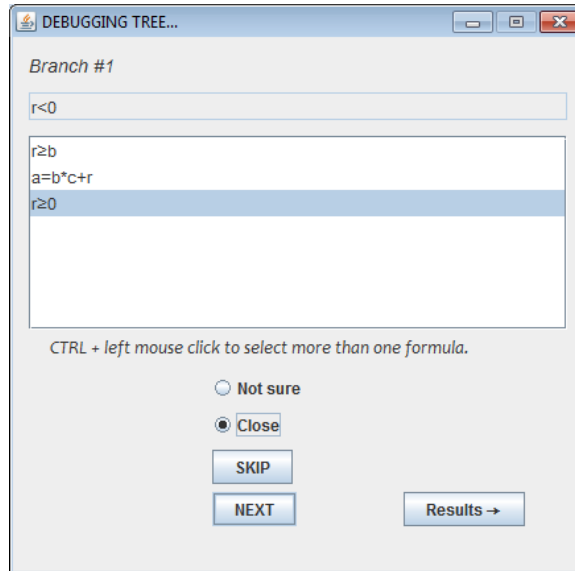 DEBUGGING TREE...
Branch #1
r<0
r≥b
a=b*c+r
r≥0
CTRL + left mouse click to select more than one formula.
Not sure
Close
SKIP
NEXT
Results →